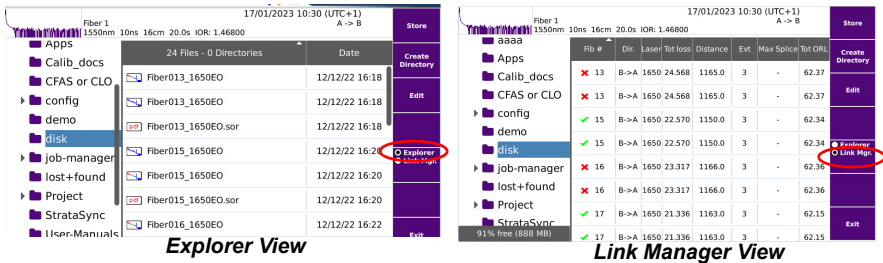 Fiber 1
17/01/2023 10:30 (UTC+1)
A -> B
1550nm 10ns 16cm 20.0s IOR: 1.46800
Store
Apps
Calib_docs
CFAS or CLO
config
demo
disk
job-manager
lost+found
Project
StrataSync
User-Manuals
24 Files - 0 Directories Date
Fiber013_1650EO 12/12/22 16:18
Fiber013_1650EO 12/12/22 16:18
pdf Fiber013_1650EO.sor 12/12/22 16:18
Fiber015_1650EO 12/12/22 16:20
Fiber015_1650EO 12/12/22 16:20
pdf Fiber015_1650EO.sor 12/12/22 16:20
Fiber016_1650EO 12/12/22 16:22
Create
Directory
Edit
Explorer
Link Mgr.
Exit
Explorer View
Fiber 1
17/01/2023 10:30 (UTC+1)
A -> B
1550nm 10ns 16cm 20.0s IOR: 1.46800
Store
aaaa
Apps
Calib_docs
CFAS or CLO
config
demo
disk
job-manager
lost+found
Project
StrataSync
91% free (888 MB)
Fib # Dir. Laser Tot loss Distance Evt Max Splice Tot ORL
13 B->A 1650 24.568 1165.0 3 - 62.37
13 B->A 1650 24.568 1165.0 3 - 62.37
15 B->A 1650 22.570 1150.0 3 - 62.34
15 B->A 1650 22.570 1150.0 3 - 62.34
16 B->A 1650 23.317 1166.0 3 - 62.36
16 B->A 1650 23.317 1166.0 3 - 62.36
17 B->A 1650 21.336 1163.0 3 - 62.15
17 B->A 1650 21.336 1163.0 3 - 62.15
Create
Directory
Edit
Explorer
Link Mgr.
Exit
Link Manager View